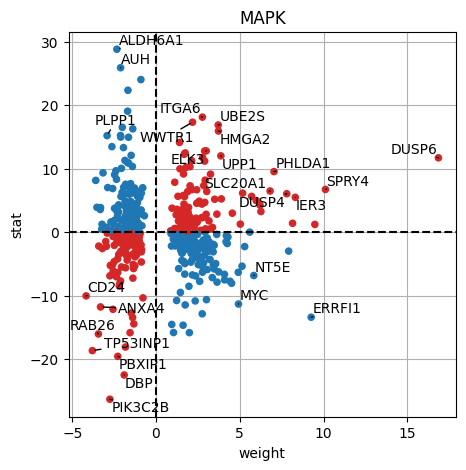 MAPK
ALDH6A1
AUH
ITGA6
UBE2S
PLPP1
WWTR1
HMGA2
DUSP6
ELK3
UPP1
PHLDA1
SLC20A1
SPRY4
DUSP4
IER3
NT5E
CD24
MYC
ANXA4
ERRFI1
RAB26
TP53INP1
PBXIP1
DBP
PIK3C2B
30
20
10
0
−10
−20
stat
−5
0
5
10
15
weight